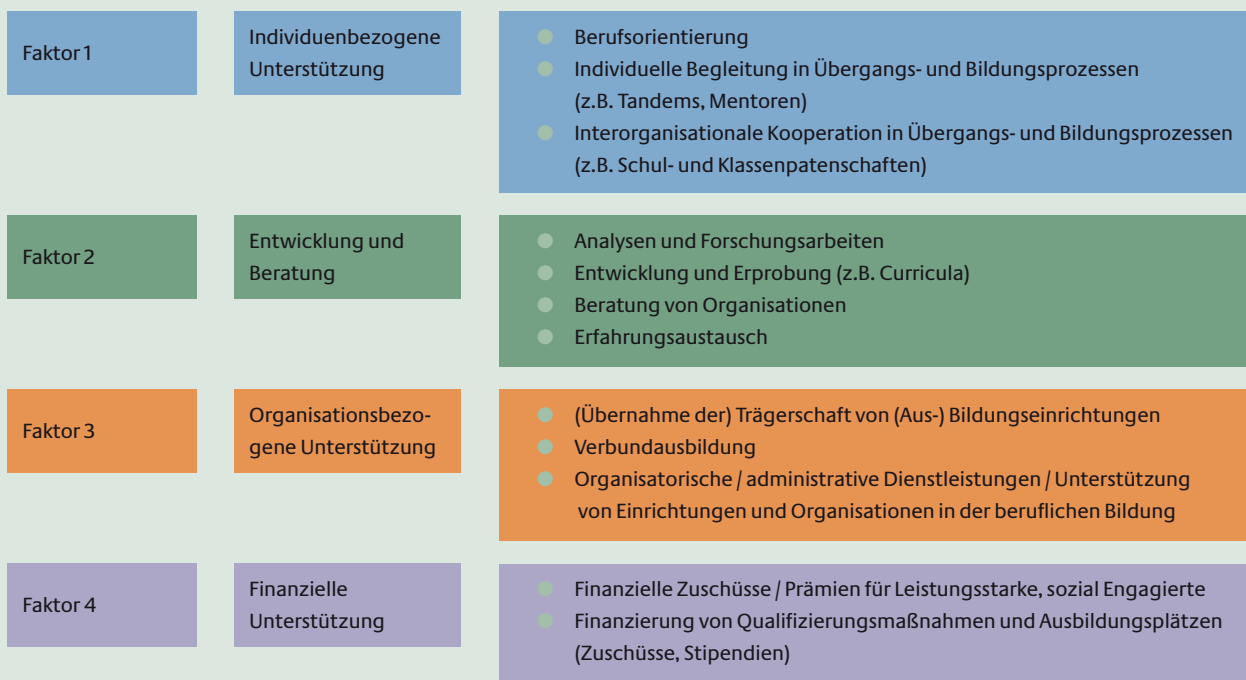 Faktor 1
Individuenbezogene
Unterstützung
Berufsorientierung
Individuelle Begleitung in Übergangs- und Bildungsprozessen
(z.B. Tandems, Mentoren)
Interorganisationale Kooperation in Übergangs- und Bildungsprozessen
(z.B. Schul- und Klassenpatenschaften)
Faktor 2
Entwicklung und
Beratung
Analysen und Forschungsarbeiten
Entwicklung und Erprobung (z.B. Curricula)
Beratung von Organisationen
Erfahrungsaustausch
Faktor 3
Organisationsbezo-
gene Unterstützung
(Übernahme der) Trägerschaft von (Aus-) Bildungseinrichtungen
Verbundausbildung
Organisatorische / administrative Dienstleistungen / Unterstützung
von Einrichtungen und Organisationen in der beruflichen Bildung
Faktor 4
Finanzielle
Unterstützung
Finanzielle Zuschüsse / Prämien für Leistungsstarke, sozial Engagierte
Finanzierung von Qualifizierungsmaßnahmen und Ausbildungsplätzen
(Zuschüsse, Stipendien)